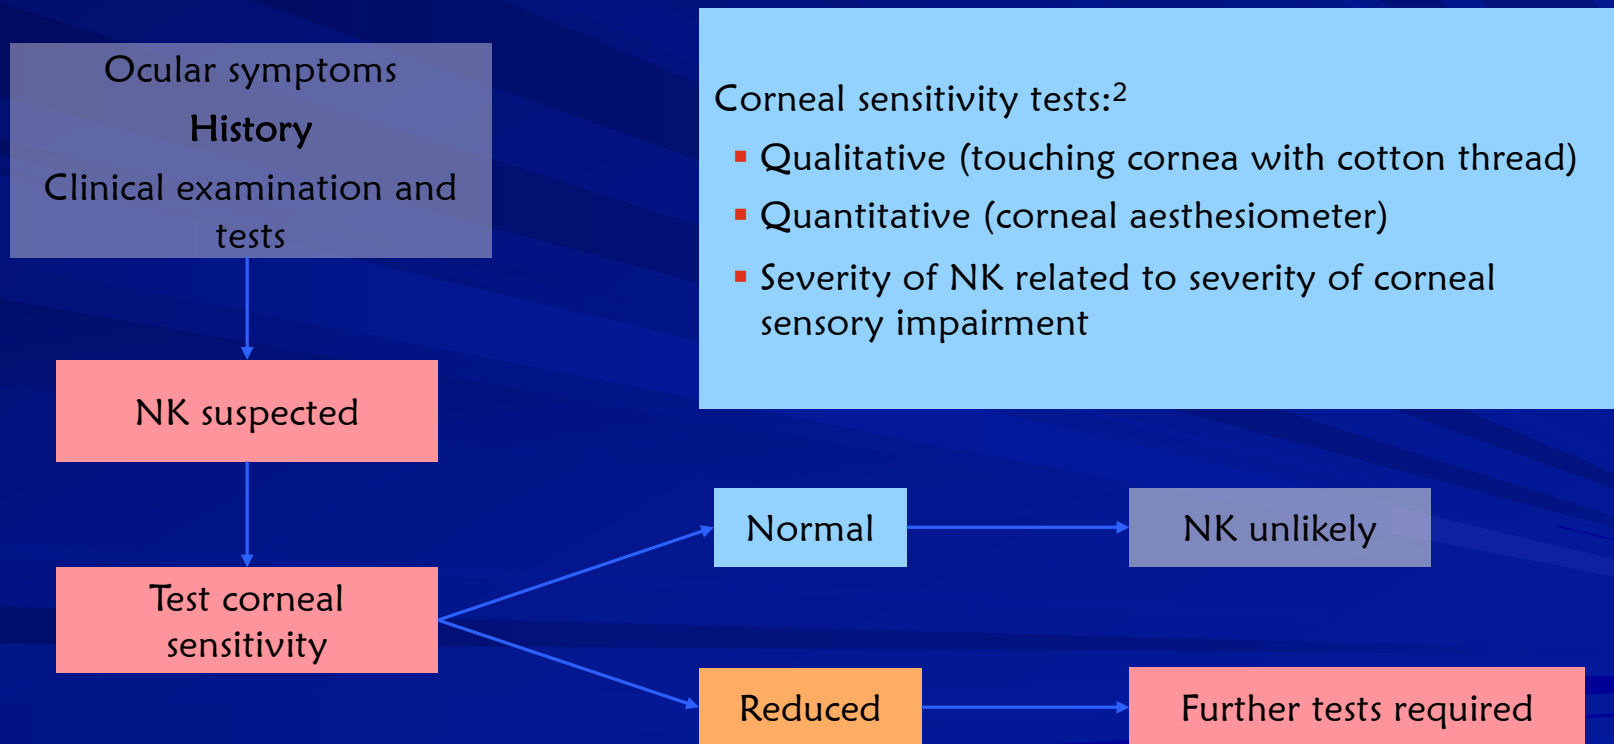 Ocular symptoms
History
Clinical examination and
tests
NK suspected
Test corneal
sensitivity
Corneal sensitivity tests:²
▪ Qualitative (touching cornea with cotton thread)
▪ Quantitative (corneal aesthesiometer)
▪ Severity of NK related to severity of corneal
sensory impairment
Normal
NK unlikely
Reduced
Further tests required